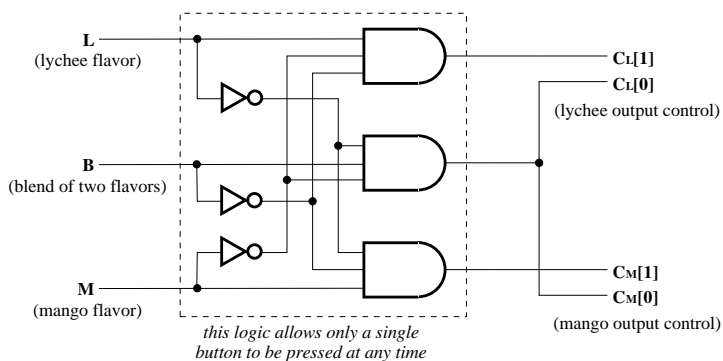 L
(lychee flavor)
B
(blend of two flavors)
M
(mango flavor)
CL[1]
CL[0]
(lychee output control)
CM[1]
CM[0]
(mango output control)
this logic allows only a single
button to be pressed at any time